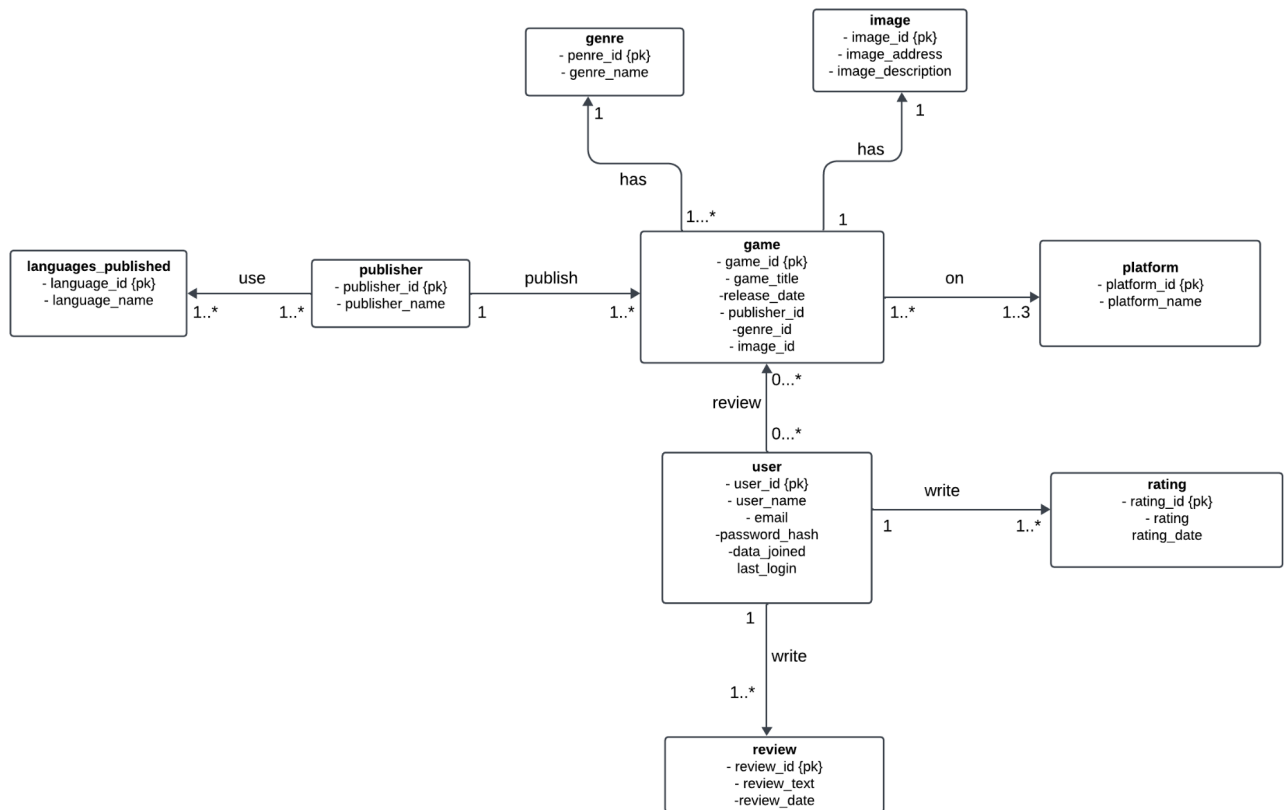 genre
- penre_id {pk}
- genre_name
image
- image_id {pk}
- image_address
- image_description
1
1
has
has
1...*
1
languages_published
- language_id {pk}
- language_name
use
1..*
1..*
publisher
- publisher_id {pk}
- publisher_name
publish
1
1..*
game
- game_id {pk}
- game_title
-release_date
- publisher_id
-genre_id
- image_id
on
1..*
1..3
platform
- platform_id {pk}
- platform_name
0...*
review
0...*
user
- user_id {pk}
- user_name
- email
-password_hash
-data_joined
last_login
write
1
1..*
rating
- rating_id {pk}
- rating
rating_date
1
write
1..*
review
- review_id {pk}
- review_text
-review_date